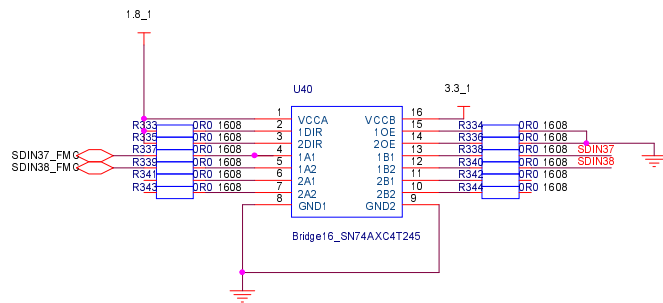 1.8_1
U40
3.3_1
1 VCCA VCCB 16
R333 0R0 1608 2 1DIR 1OE 15 R334 0R0 1608
R335 0R0 1608 3 2DIR 2OE 14 R336 0R0 1608
SDIN37_FMC R337 0R0 1608 4 1A1 1B1 13 R338 0R0 1608 SDIN37
SDIN38_FMC R339 0R0 1608 5 1A2 1B2 12 R340 0R0 1608 SDIN38
R341 0R0 1608 6 2A1 2B1 11 R342 0R0 1608
R343 0R0 1608 7 2A2 2B2 10 R344 0R0 1608
8 GND1 GND2 9
Bridge16_SN74AXC4T245